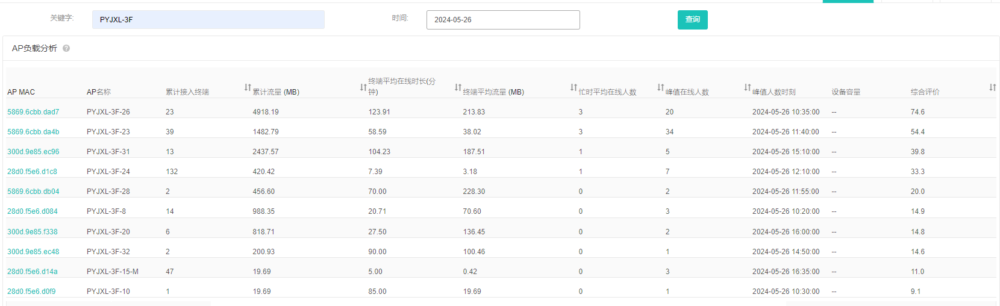 关键字: PYJXL-3F 时间: 2024-05-26 查询
AP负载分析 ?
AP MAC AP名称 累计接入终端 累计流量 (MB) 终端平均在线时长(分钟) 终端平均流量 (MB) 忙时平均在线人数 峰值在线人数 峰值人数时刻 设备容量 综合评价
5869.6cbb.dad7 PYJXL-3F-26 23 4918.19 123.91 213.83 3 20 2024-05-26 10:35:00 -- 74.6
5869.6cbb.da4b PYJXL-3F-23 39 1482.79 58.59 38.02 3 34 2024-05-26 11:40:00 -- 54.4
300d.9e85.ec96 PYJXL-3F-31 13 2437.57 104.23 187.51 1 5 2024-05-26 15:10:00 -- 39.8
28d0.f5e6.d1c8 PYJXL-3F-24 132 420.42 7.39 3.18 1 7 2024-05-26 12:10:00 -- 33.3
5869.6cbb.db04 PYJXL-3F-28 2 456.60 70.00 228.30 0 2 2024-05-26 11:55:00 -- 20.0
28d0.f5e6.d084 PYJXL-3F-8 14 988.35 20.71 70.60 0 3 2024-05-26 10:20:00 -- 14.9
300d.9e85.f338 PYJXL-3F-20 6 818.71 27.50 136.45 0 2 2024-05-26 16:00:00 -- 14.8
300d.9e85.ec48 PYJXL-3F-32 2 200.93 90.00 100.46 0 1 2024-05-26 14:50:00 -- 14.6
28d0.f5e6.d14a PYJXL-3F-15-M 47 19.69 5.00 0.42 0 3 2024-05-26 16:35:00 -- 11.0
28d0.f5e6.d0f9 PYJXL-3F-10 1 19.69 85.00 19.69 0 1 2024-05-26 10:30:00 -- 9.1